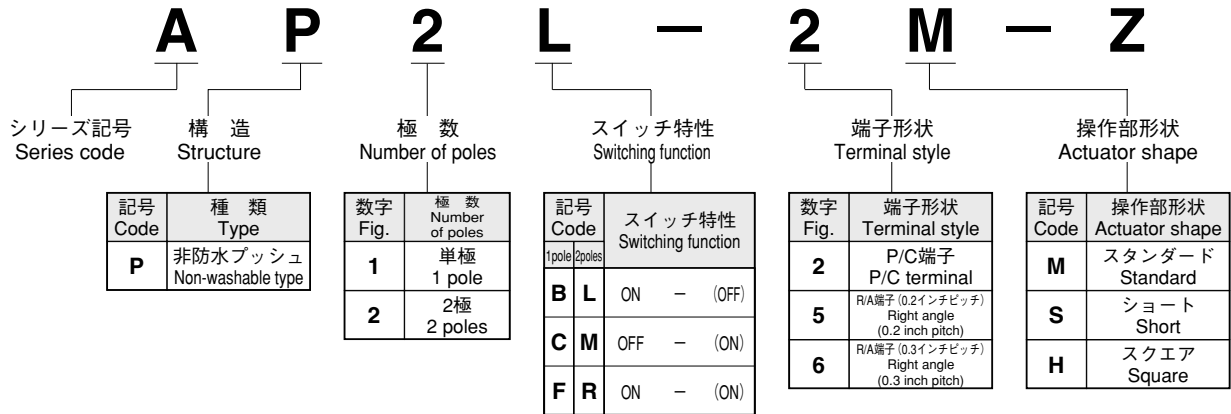 A P 2 L － 2 M － Z
シリーズ記号
Series code
構　造
Structure
極　数
Number of poles
スイッチ特性
Switching function
端子形状
Terminal style
操作部形状
Actuator shape
記号
Code
種　類
Type
P
非防水プッシュ
Non-washable type
数字
Fig.
極　数
Number
of poles
1
単極
1 pole
2
2極
2 poles
記号
Code
1pole 2poles
スイッチ特性
Switching function
B L ON － (OFF)
C M OFF － (ON)
F R ON － (ON)
数字
Fig.
端子形状
Terminal style
2
P/C端子
P/C terminal
5
R/A端子(0.2インチピッチ)
Right angle
(0.2 inch pitch)
6
R/A端子(0.3インチピッチ)
Right angle
(0.3 inch pitch)
記号
Code
操作部形状
Actuator shape
M
スタンダード
Standard
S
ショート
Short
H
スクエア
Square